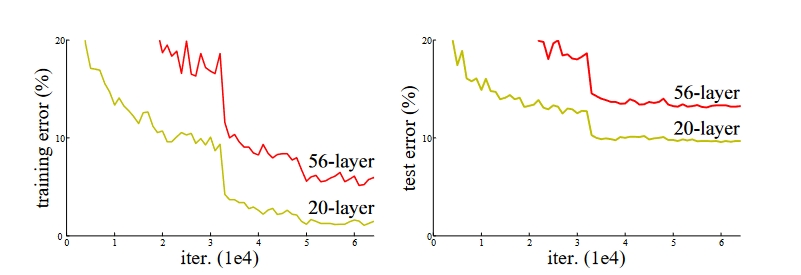 training error (%)
20
10
0
0 1 2 3 4 5 6
iter. (1e4)
56-layer
20-layer
test error (%)
20
10
0
0 1 2 3 4 5 6
iter. (1e4)
56-layer
20-layer